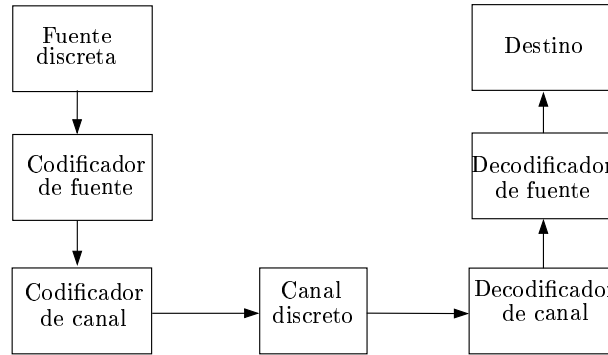 Fuente
discreta
Codificador
de fuente
Codificador
de canal
Canal
discreto
Decodificador
de canal
Decodificador
de fuente
Destino